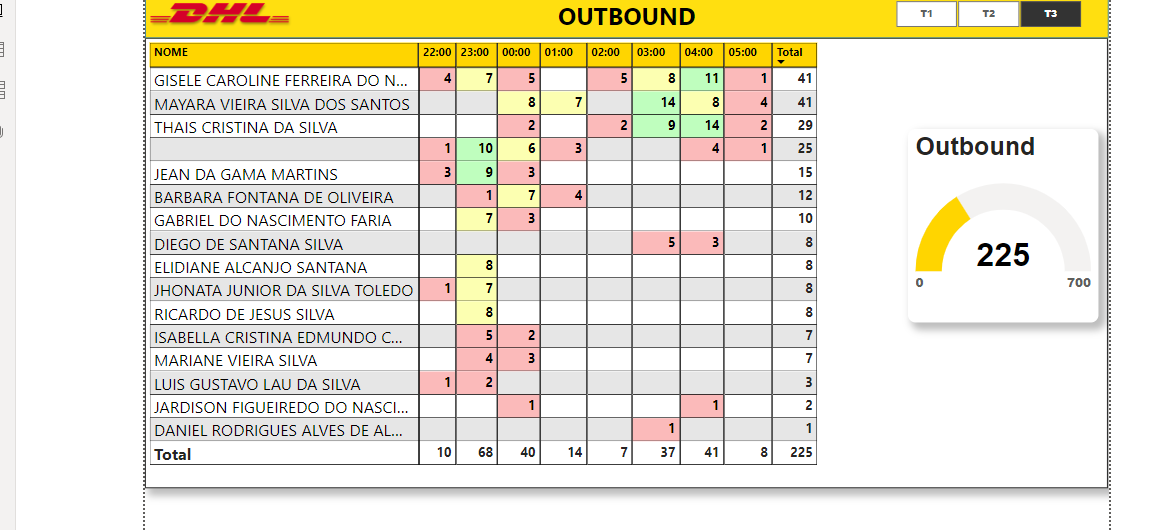 DHL
OUTBOUND
T1 T2 T3
NOME 22:00 23:00 00:00 01:00 02:00 03:00 04:00 05:00 Total
GISELE CAROLINE FERREIRA DO N... 4 7 5 5 8 11 1 41
MAYARA VIEIRA SILVA DOS SANTOS 8 7 14 8 4 41
THAIS CRISTINA DA SILVA 2 2 9 14 2 29
1 10 6 3 4 1 25
JEAN DA GAMA MARTINS 3 9 3 15
BARBARA FONTANA DE OLIVEIRA 1 7 4 12
GABRIEL DO NASCIMENTO FARIA 7 3 10
DIEGO DE SANTANA SILVA 5 3 8
ELIDIANE ALCANJO SANTANA 8 8
JHONATA JUNIOR DA SILVA TOLEDO 1 7 8
RICARDO DE JESUS SILVA 8 8
ISABELLA CRISTINA EDMUNDO C... 5 2 7
MARIANE VIEIRA SILVA 4 3 7
LUIS GUSTAVO LAU DA SILVA 1 2 3
JARDISON FIGUEIREDO DO NASCI... 1 1 2
DANIEL RODRIGUES ALVES DE AL... 1 1
Total 10 68 40 14 7 37 41 8 225
Outbound
225
0 700